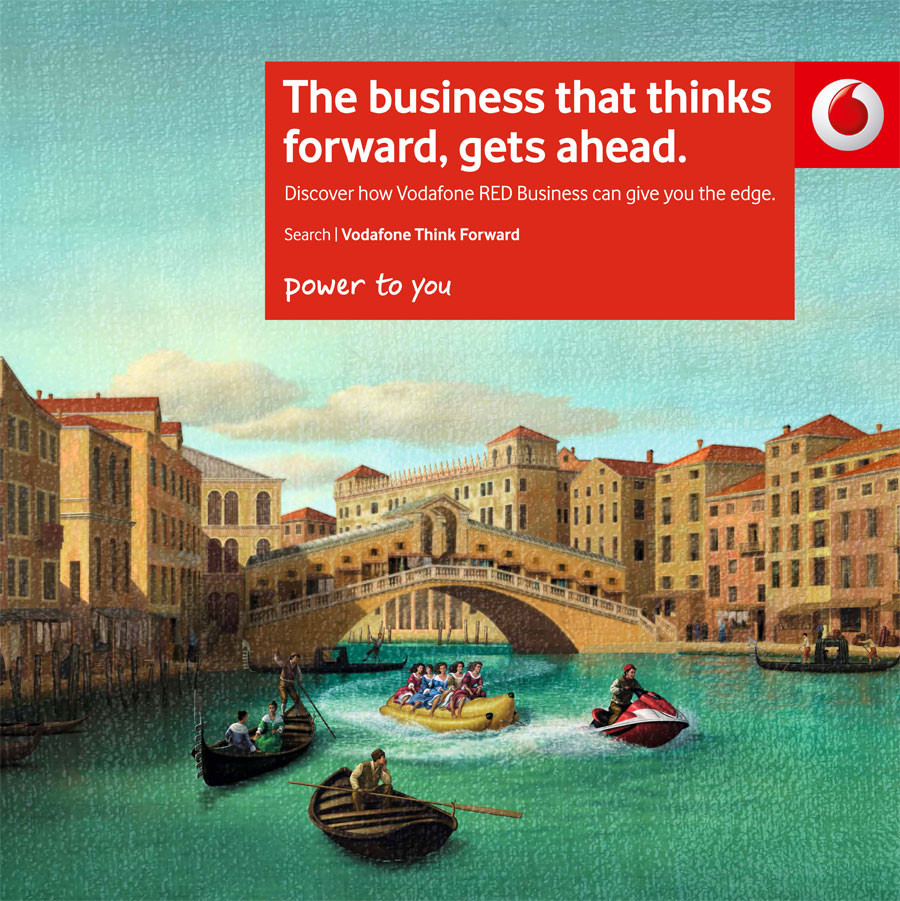 The business that thinks
forward, gets ahead.
Discover how Vodafone RED Business can give you the edge.
Search | Vodafone Think Forward
power to you